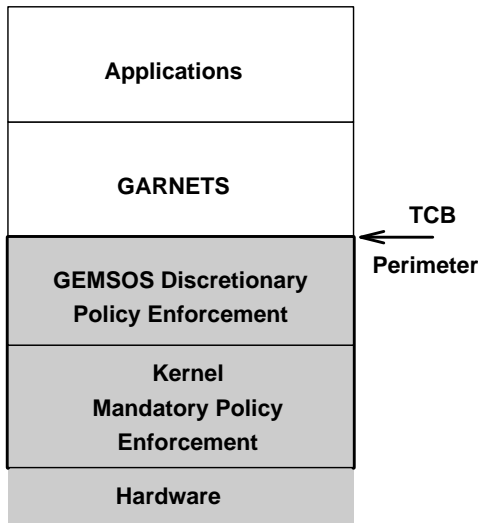 Applications
GARNETS
TCB
Perimeter
GEMSOS Discretionary
Policy Enforcement
Kernel
Mandatory Policy
Enforcement
Hardware